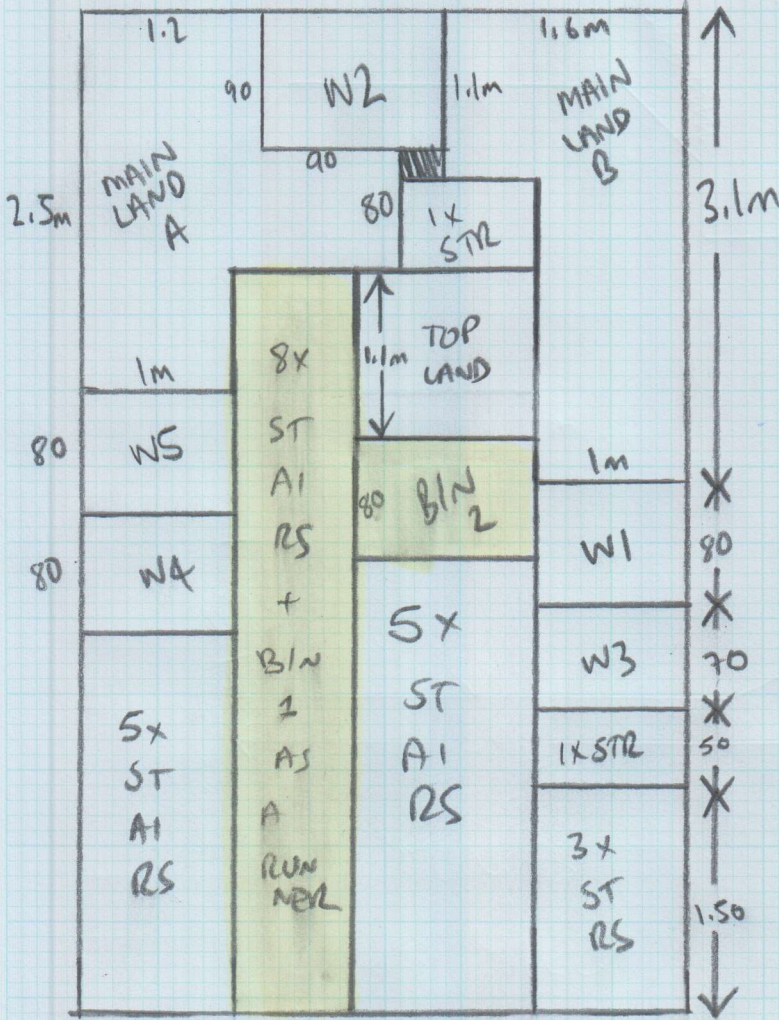 1.2
1.6m
90
W2
1.1m
MAIN
LAND
B
90
MAIN
LAND
A
2.5m
80
1X
STR
3.1m
8X
ST
AI
RS
+
BIN
1
AS
A
RUN
NER
1.1m
TOP
LAND
1m
80
W5
80
BIN
2
1m
W1
80
80
W4
5X
ST
AI
RS
W3
70
1X STR
50
5X
ST
AI
RS
3X
ST
RS
1.50